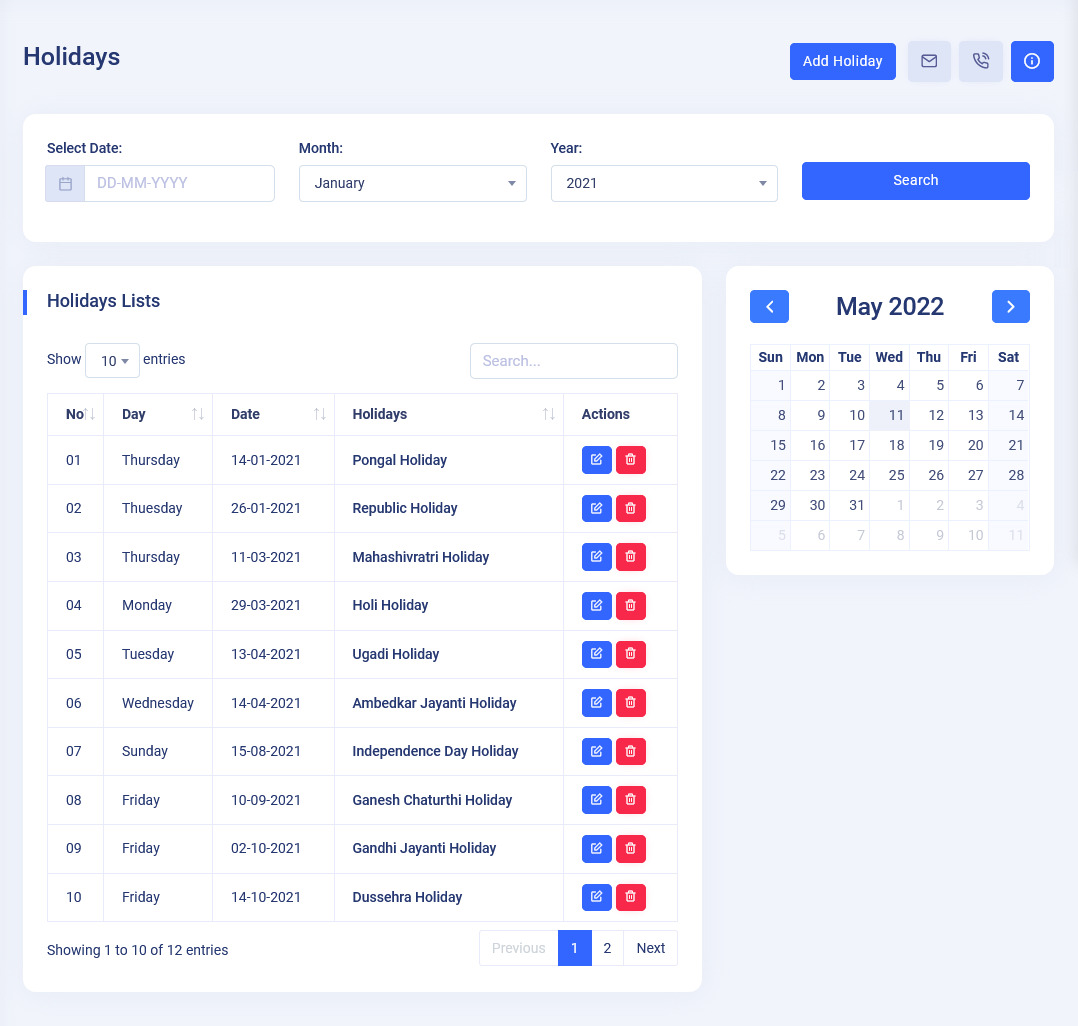 Holidays
Add Holiday
Select Date:
Month:
Year:
DD-MM-YYYY
January
2021
Search
Holidays Lists
Show 10 entries
Search...
No Day Date Holidays Actions
01 Thursday 14-01-2021 Pongal Holiday
02 Thuesday 26-01-2021 Republic Holiday
03 Thursday 11-03-2021 Mahashivratri Holiday
04 Monday 29-03-2021 Holi Holiday
05 Tuesday 13-04-2021 Ugadi Holiday
06 Wednesday 14-04-2021 Ambedkar Jayanti Holiday
07 Sunday 15-08-2021 Independence Day Holiday
08 Friday 10-09-2021 Ganesh Chaturthi Holiday
09 Friday 02-10-2021 Gandhi Jayanti Holiday
10 Friday 14-10-2021 Dussehra Holiday
Showing 1 to 10 of 12 entries
Previous 1 2 Next
May 2022
Sun Mon Tue Wed Thu Fri Sat
1 2 3 4 5 6 7
8 9 10 11 12 13 14
15 16 17 18 19 20 21
22 23 24 25 26 27 28
29 30 31 1 2 3 4
5 6 7 8 9 10 11